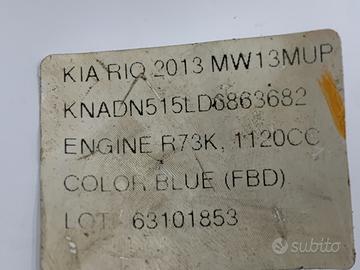 KIA RIO 2013 MW13MUP
KNADN515LD6863682
ENGINE R73K, 1120CC
COLOR BLUE (FBD)
LOT: 63101853
subito